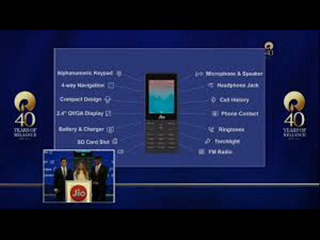 40
Alphanumeric Keypad
Microphone & Speaker
4-way Navigation
Headphone Jack
Compact Design
Call History
2.4" QVGA Display
Phone Contact
Battery & Charger
Ringtones
SD Card Slot
Torchlight
FM Radio
Jio
40
YEARS OF
RELIANCE
40
YEARS OF
RELIANCE
Jio